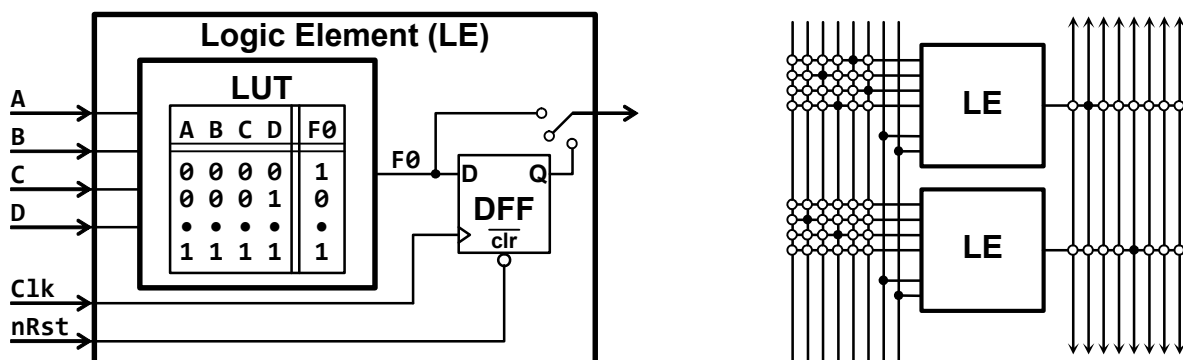 Logic Element (LE)
LUT
A B C D F0
0 0 0 0 1
0 0 0 1 0
• • • • •
1 1 1 1 1
A
B
C
D
Clk
nRst
F0
D Q
DFF
clr
LE
LE